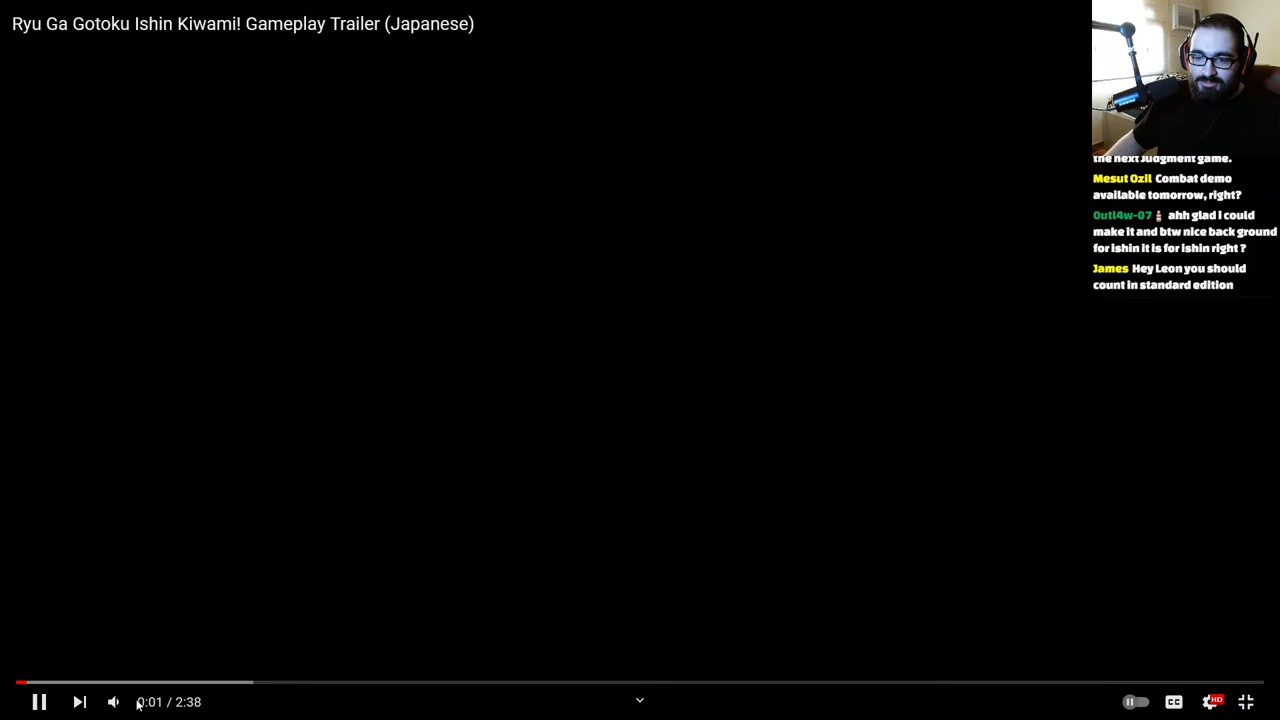 Ryu Ga Gotoku Ishin Kiwami! Gameplay Trailer (Japanese)
the next Judgment game.
Mesut Ozil Combat demo
available tomorrow, right?
Outl4w-07 ahh glad I could
make it and btw nice back ground
for ishin it is for ishin right ?
James Hey Leon you should
count in standard edition
0:01 / 2:38
CC
HD